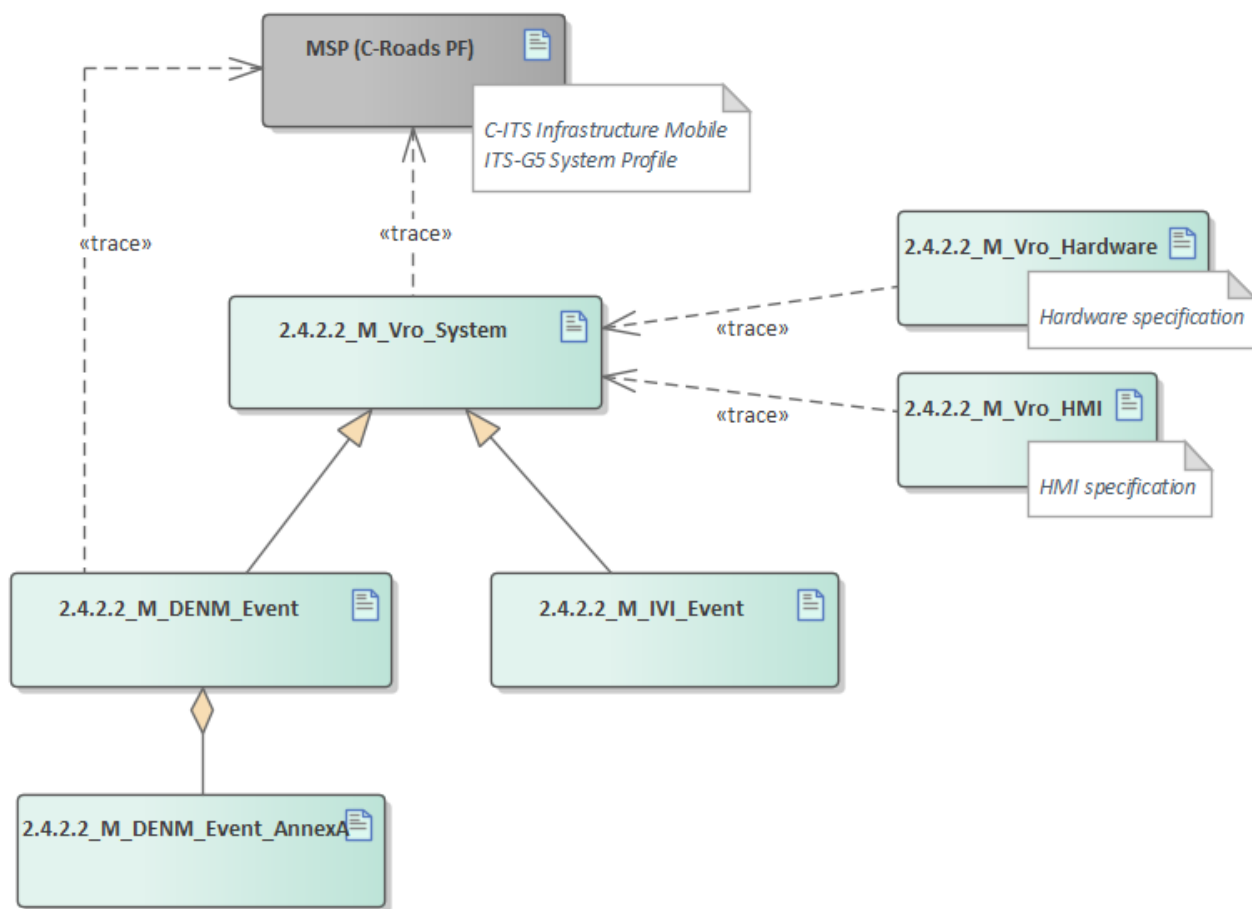 MSP (C-Roads PF)
C-ITS Infrastructure Mobile
ITS-G5 System Profile
«trace»
«trace»
2.4.2.2_M_Vro_Hardware
Hardware specification
2.4.2.2_M_Vro_System
«trace»
2.4.2.2_M_Vro_HMI
«trace»
HMI specification
2.4.2.2_M_DENM_Event
2.4.2.2_M_IVI_Event
2.4.2.2_M_DENM_Event_AnnexA